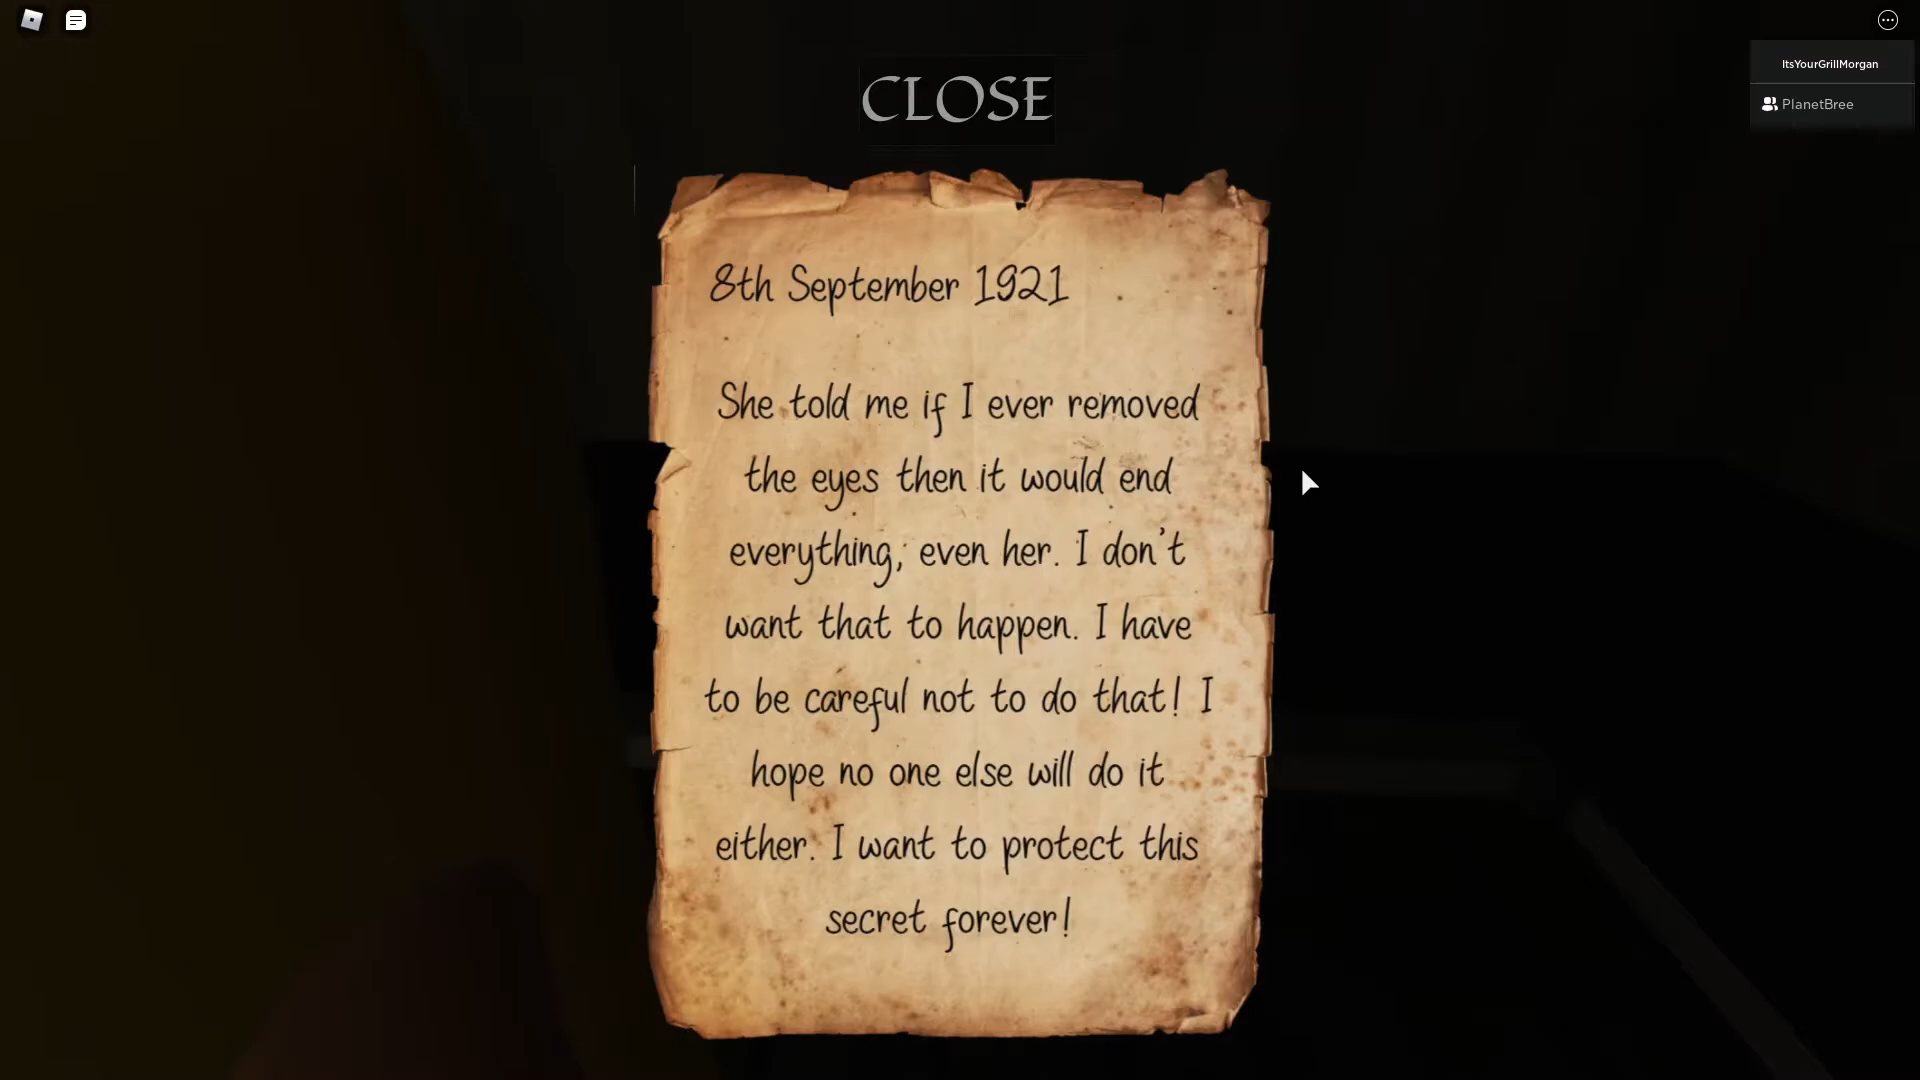 ItsYourGrillMorgan
PlanetBree
CLOSE
8th September 1921
She told me if I ever removed
the eyes then it would end
everything, even her. I don't
want that to happen. I have
to be careful not to do that! I
hope no one else will do it
either. I want to protect this
secret forever!